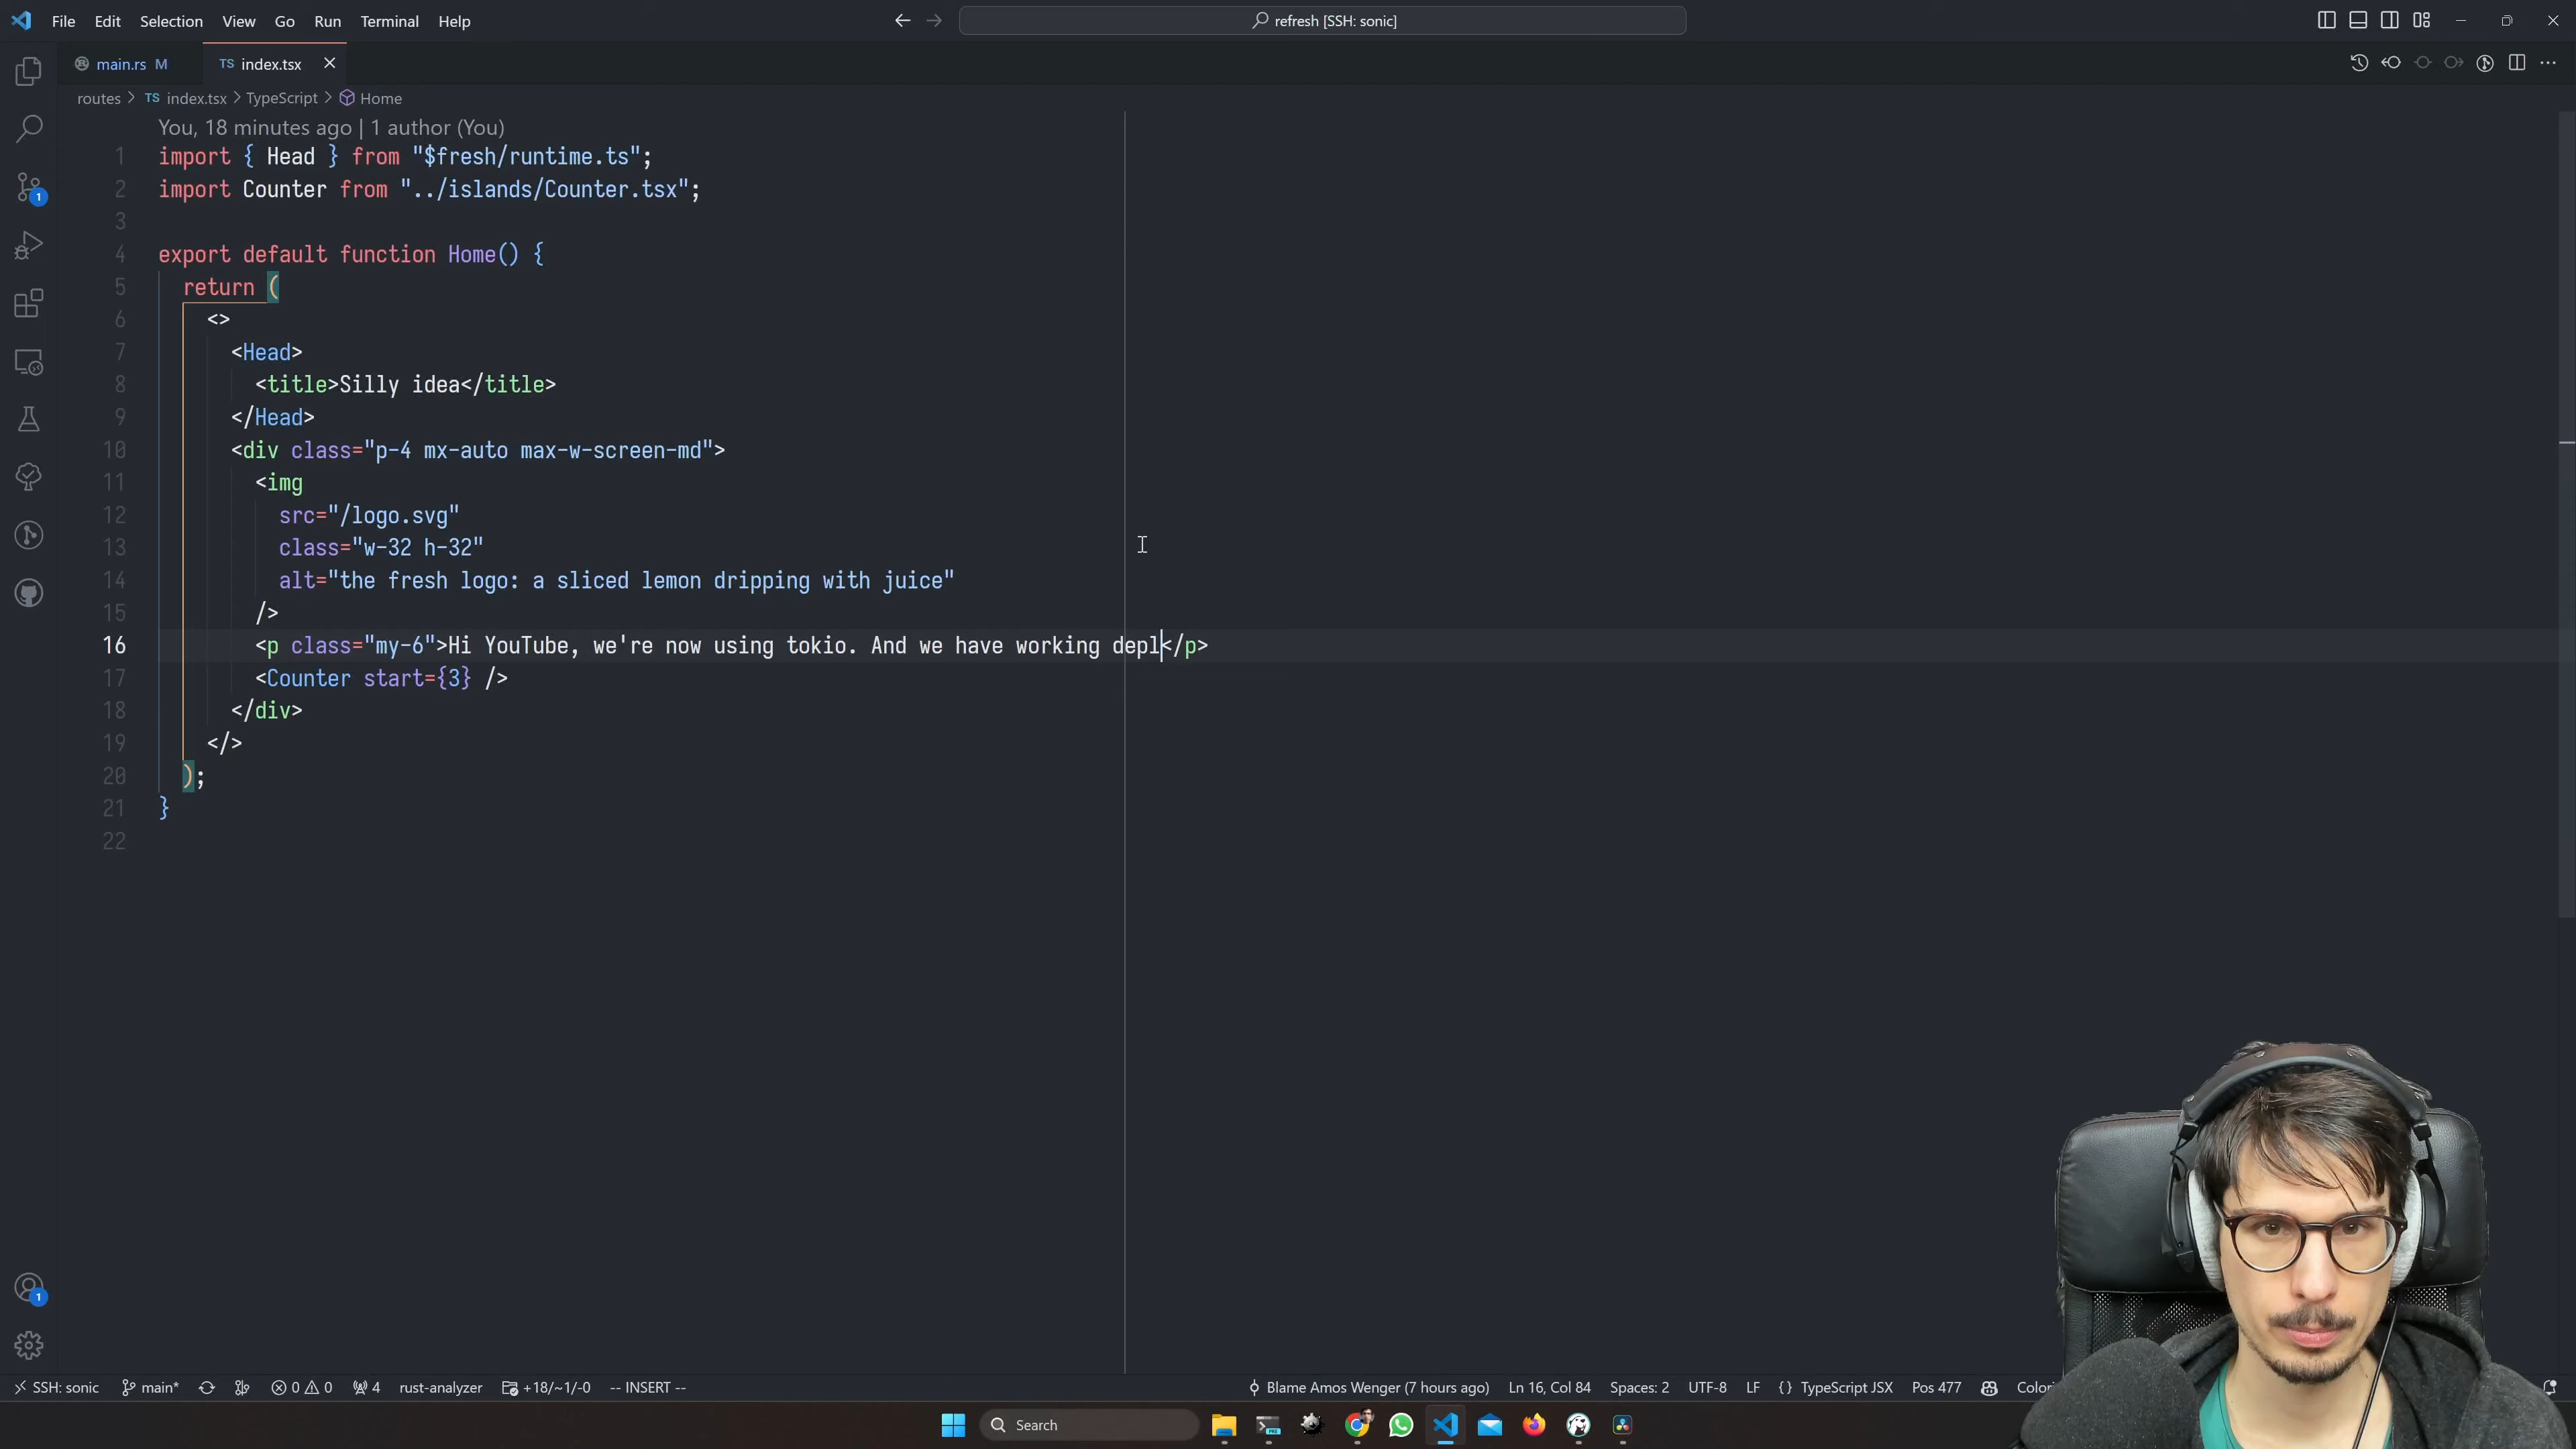 File Edit Selection View Go Run Terminal Help
refresh [SSH: sonic]
main.rs M
TS index.tsx
routes > TS index.tsx > TypeScript > Home
You, 18 minutes ago | 1 author (You)
1 import { Head } from "$fresh/runtime.ts";
2 import Counter from "../islands/Counter.tsx";
3
4 export default function Home() {
5 return (
6 <>
7 <Head>
8 <title>Silly idea</title>
9 </Head>
10 <div class="p-4 mx-auto max-w-screen-md">
11 <img
12 src="/logo.svg"
13 class="w-32 h-32"
14 alt="the fresh logo: a sliced lemon dripping with juice"
15 />
16 <p class="my-6">Hi YouTube, we're now using tokio. And we have working depl</p>
17 <Counter start={3} />
18 </div>
19 </>
20 );
21 }
22
1
1
SSH: sonic main* 0 0 4 rust-analyzer +18/~1/-0 -- INSERT -- Blame Amos Wenger (7 hours ago) Ln 16, Col 84 Spaces: 2 UTF-8 LF { } TypeScript JSX Pos 477
Search